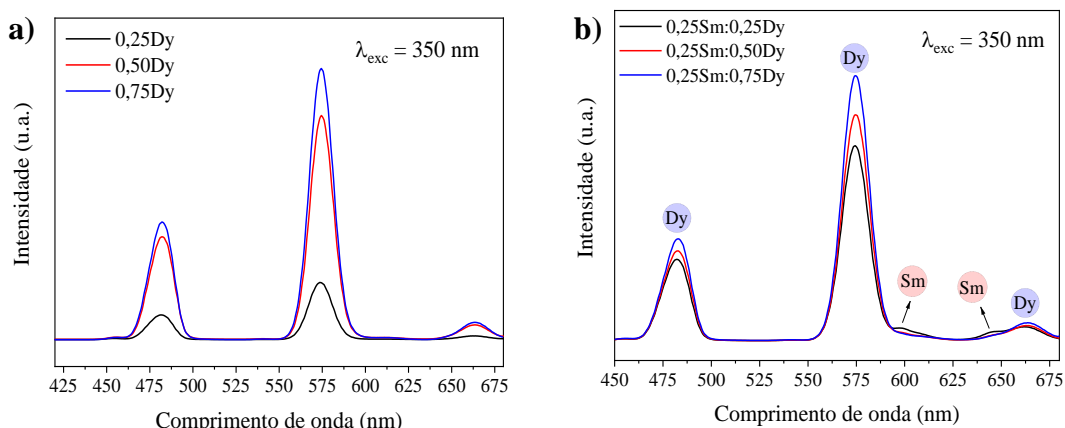 a)
0,25Dy
0,50Dy
0,75Dy
λexc = 350 nm
Intensidade (u.a.)
425 450 475 500 525 550 575 600 625 650 675
Comprimento de onda (nm)
b)
0,25Sm:0,25Dy
0,25Sm:0,50Dy
0,25Sm:0,75Dy
λexc = 350 nm
Dy
Dy
Sm
Sm
Dy
Intensidade (u.a.)
450 475 500 525 550 575 600 625 650 675
Comprimento de onda (nm)